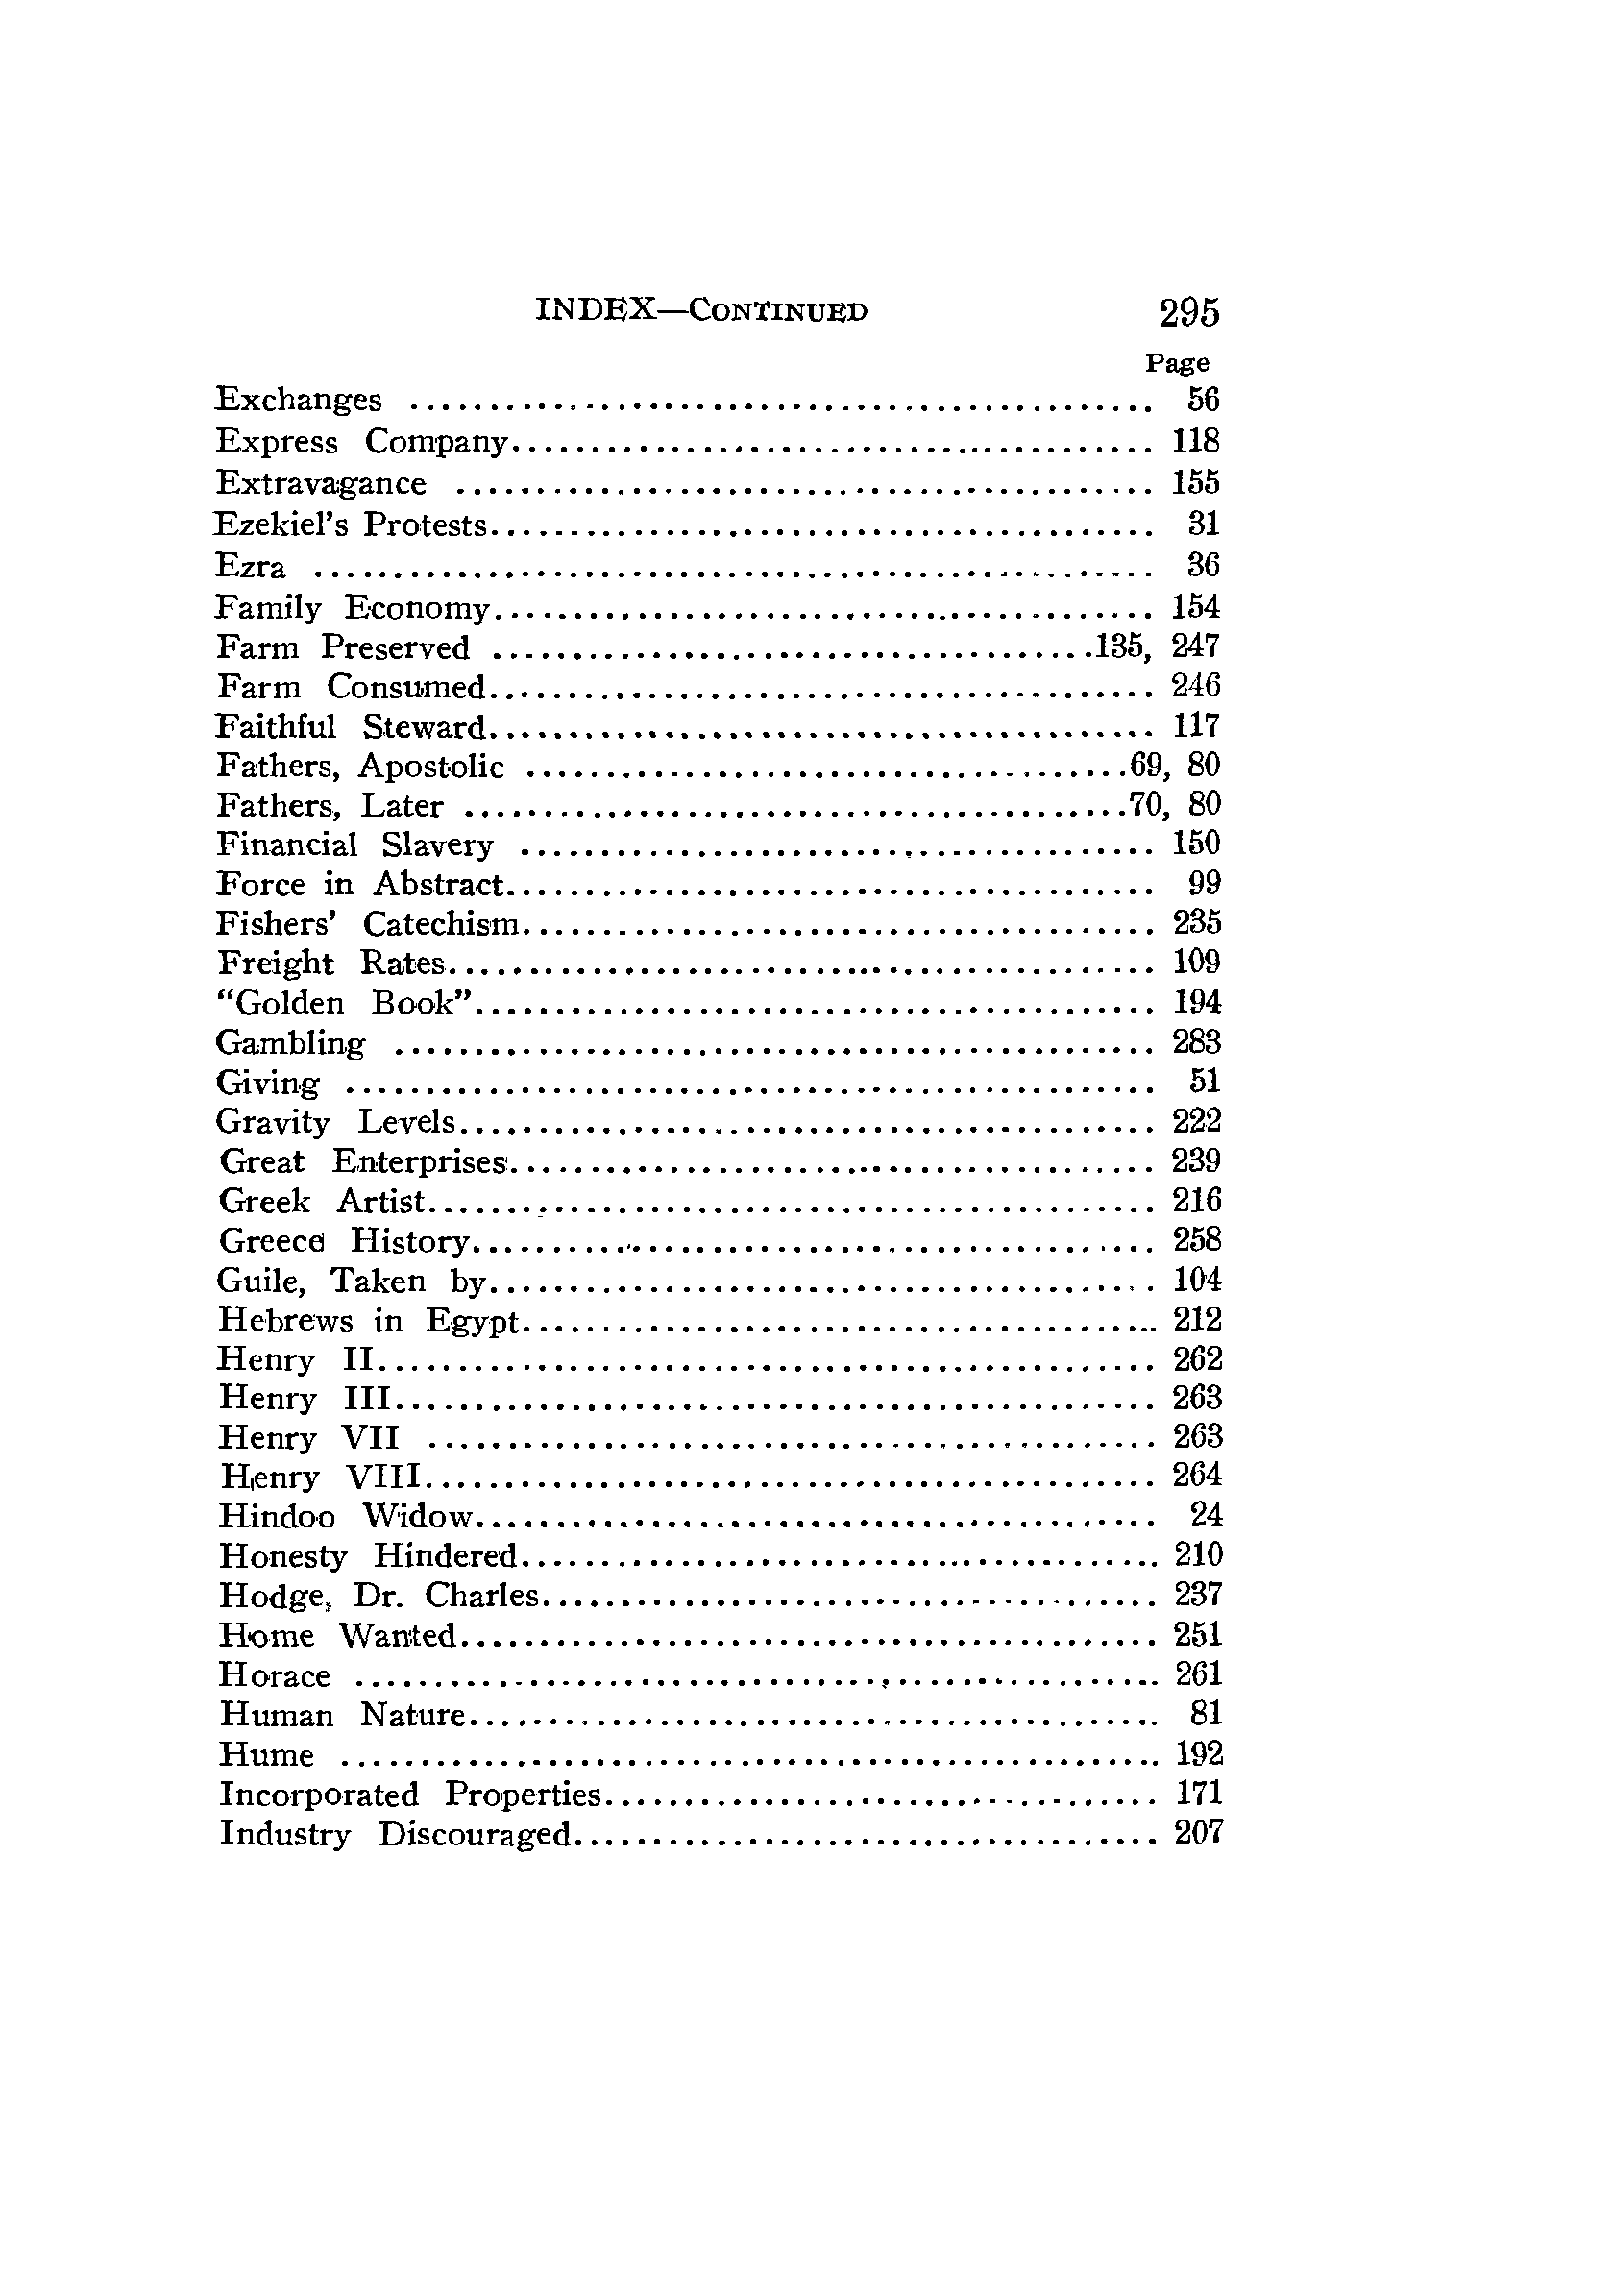 INDEX—CONTINUED 295
Page
Exchanges ............................................... 56
Express Company......................................... 118
Extravagance ............................................ 155
Ezekiel's Protests.......................................... 31
Ezra ..................................................... 36
Family Economy.......................................... 154
Farm Preserved ......................................135, 247
Farm Consumed.......................................... 246
Faithful Steward.......................................... 117
Fathers, Apostolic ......................................69, 80
Fathers, Later ..........................................70, 80
Financial Slavery ........................................ 150
Force in Abstract......................................... 99
Fishers' Catechism........................................ 235
Freight Rates............................................. 109
"Golden Book"........................................... 194
Gambling ................................................ 283
Giving ................................................... 51
Gravity Levels............................................ 222
Great Enterprises......................................... 239
Greek Artist.............................................. 216
Greece History........................................... 258
Guile, Taken by.......................................... 104
Hebrews in Egypt........................................ 212
Henry II................................................. 262
Henry III................................................ 263
Henry VII .............................................. 263
Henry VIII.............................................. 264
Hindoo Widow........................................... 24
Honesty Hindered........................................ 210
Hodge, Dr. Charles....................................... 237
Home Wanted............................................ 251
Horace ................................................... 261
Human Nature............................................ 81
Hume .................................................... 192
Incorporated Properties................................... 171
Industry Discouraged..................................... 207